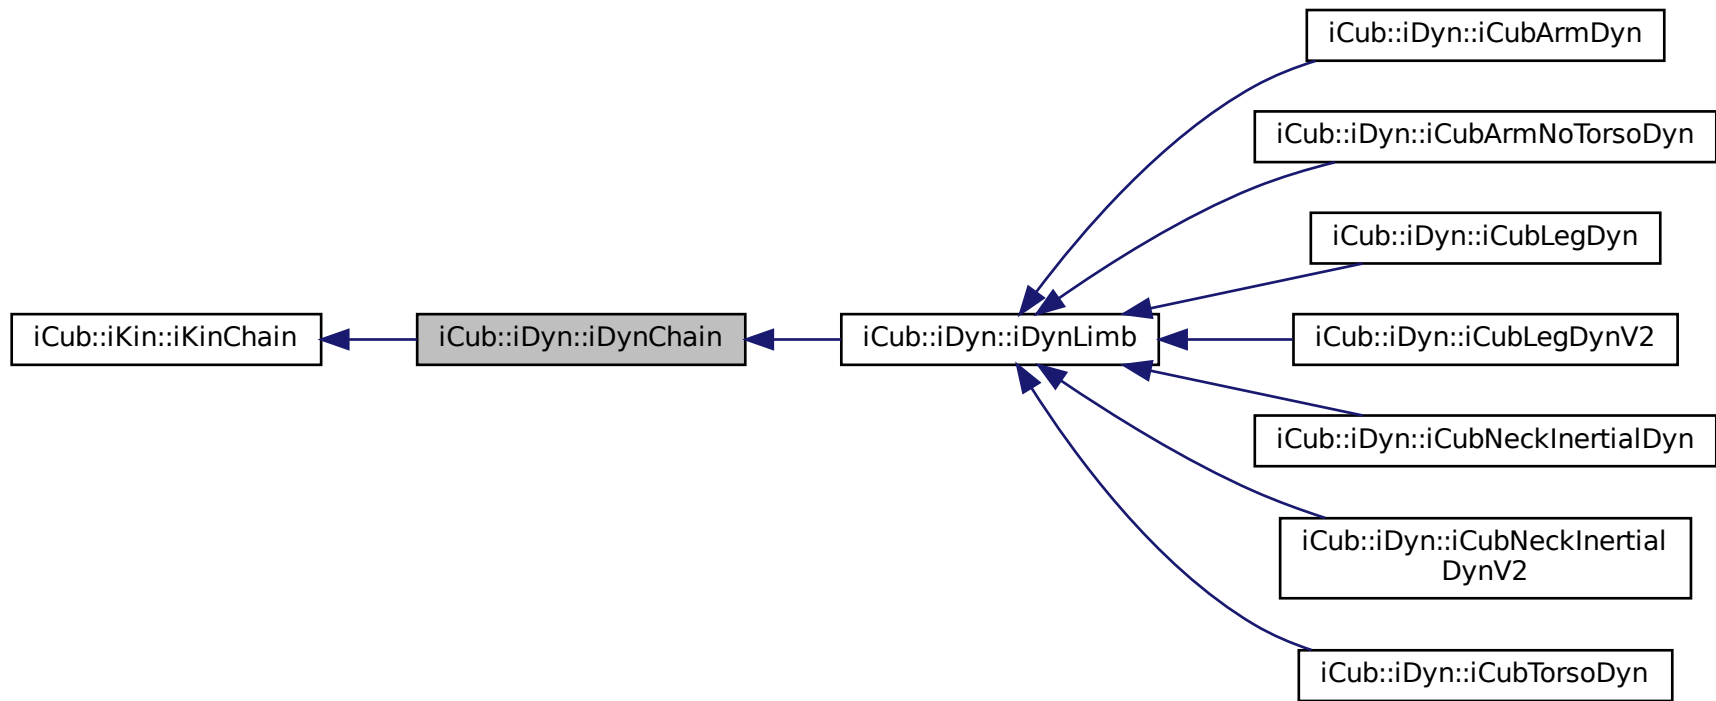 iCub::iKin::iKinChain
iCub::iDyn::iDynChain
iCub::iDyn::iDynLimb
iCub::iDyn::iCubArmDyn
iCub::iDyn::iCubArmNoTorsoDyn
iCub::iDyn::iCubLegDyn
iCub::iDyn::iCubLegDynV2
iCub::iDyn::iCubNeckInertialDyn
iCub::iDyn::iCubNeckInertial
DynV2
iCub::iDyn::iCubTorsoDyn